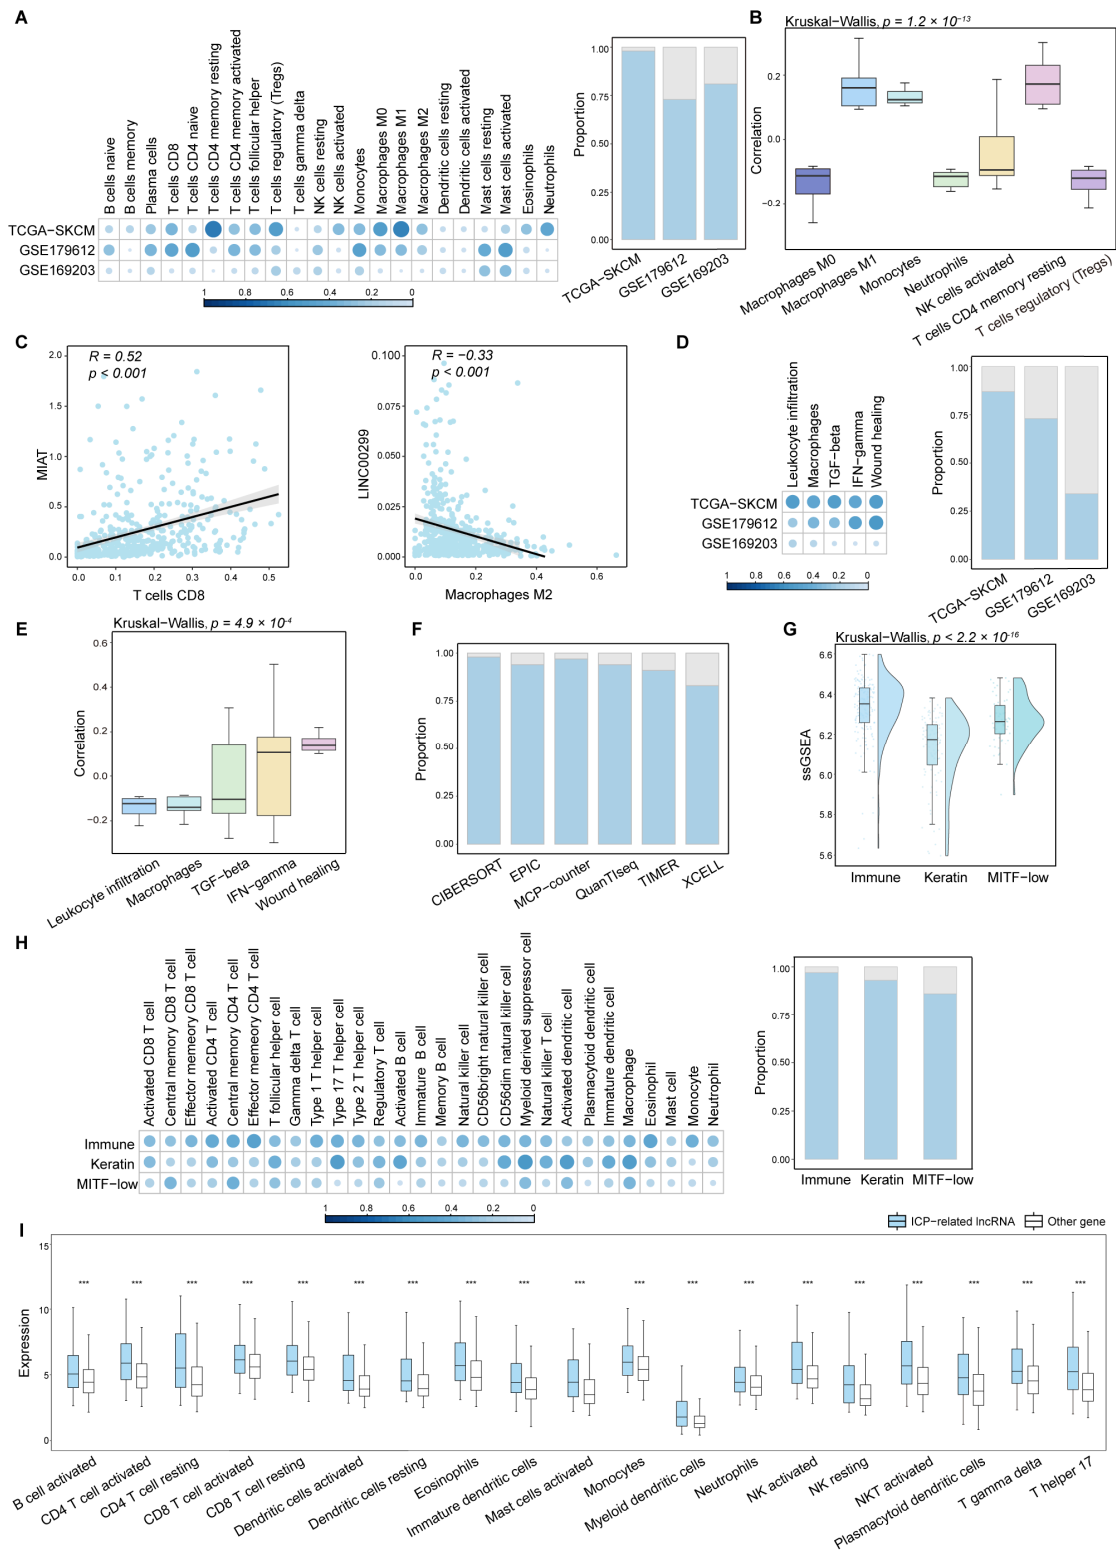 A
B cells naive
B cells memory
Plasma cells
T cells CD8
T cells CD4 naive
T cells CD4 memory resting
T cells CD4 memory activated
T cells follicular helper
T cells regulatory (Tregs)
T cells gamma delta
NK cells resting
NK cells activated
Monocytes
Macrophages M0
Macrophages M1
Macrophages M2
Dendritic cells resting
Dendritic cells activated
Mast cells resting
Mast cells activated
Eosinophils
Neutrophils
TCGA−SKCM
GSE179612
GSE169203
1 0.8 0.6 0.4 0.2 0
Proportion
1.00
0.75
0.50
0.25
0.00
TCGA−SKCM
GSE179612
GSE169203
B
Kruskal−Wallis, p = 1.2 × 10⁻¹³
Correlation
0.2
0.0
−0.2
Macrophages M0
Macrophages M1
Monocytes
Neutrophils
NK cells activated
T cells CD4 memory resting
T cells regulatory (Tregs)
C
R = 0.52
p < 0.001
MIAT
2.0
1.5
1.0
0.5
0.0
0.0 0.1 0.2 0.3 0.4 0.5
T cells CD8
R = −0.33
p < 0.001
LINC00299
0.100
0.075
0.050
0.025
0.000
0.0 0.2 0.4 0.6
Macrophages M2
D
Leukocyte infiltration
Macrophages
TGF−beta
IFN−gamma
Wound healing
TCGA−SKCM
GSE179612
GSE169203
1 0.8 0.6 0.4 0.2 0
Proportion
1.00
0.75
0.50
0.25
0.00
TCGA−SKCM
GSE179612
GSE169203
E
Kruskal−Wallis, p = 4.9 × 10⁻⁴
Correlation
0.6
0.4
0.2
0.0
−0.2
Leukocyte infiltration
Macrophages
TGF−beta
IFN−gamma
Wound healing
F
Proportion
1.00
0.75
0.50
0.25
0.00
CIBERSORT
EPIC
MCP−counter
QuanTIseq
TIMER
XCELL
G
Kruskal−Wallis, p < 2.2 × 10⁻¹⁶
ssGSEA
6.6
6.4
6.2
6.0
5.8
5.6
Immune Keratin MITF−low
H
Activated CD8 T cell
Central memory CD8 T cell
Effector memeory CD8 T cell
Activated CD4 T cell
Central memory CD4 T cell
Effector memeory CD4 T cell
T follicular helper cell
Gamma delta T cell
Type 1 T helper cell
Type 17 T helper cell
Type 2 T helper cell
Regulatory T cell
Activated B cell
Immature B cell
Memory B cell
Natural killer cell
CD56bright natural killer cell
CD56dim natural killer cell
Myeloid derived suppressor cell
Natural killer T cell
Activated dendritic cell
Plasmacytoid dendritic cell
Immature dendritic cell
Macrophage
Eosinophil
Mast cell
Monocyte
Neutrophil
Immune
Keratin
MITF−low
1 0.8 0.6 0.4 0.2 0
Proportion
1.00
0.75
0.50
0.25
0.00
Immune Keratin MITF−low
I
ICP−related lncRNA Other gene
Expression
15
10
5
0
*** *** *** *** *** *** *** *** *** *** *** *** *** *** *** *** *** *** ***
B cell activated
CD4 T cell activated
CD4 T cell resting
CD8 T cell activated
CD8 T cell resting
Dendritic cells activated
Dendritic cells resting
Eosinophils
Immature dendritic cells
Mast cells activated
Monocytes
Myeloid dendritic cells
Neutrophils
NK activated
NK resting
NKT activated
Plasmacytoid dendritic cells
T gamma delta
T helper 17